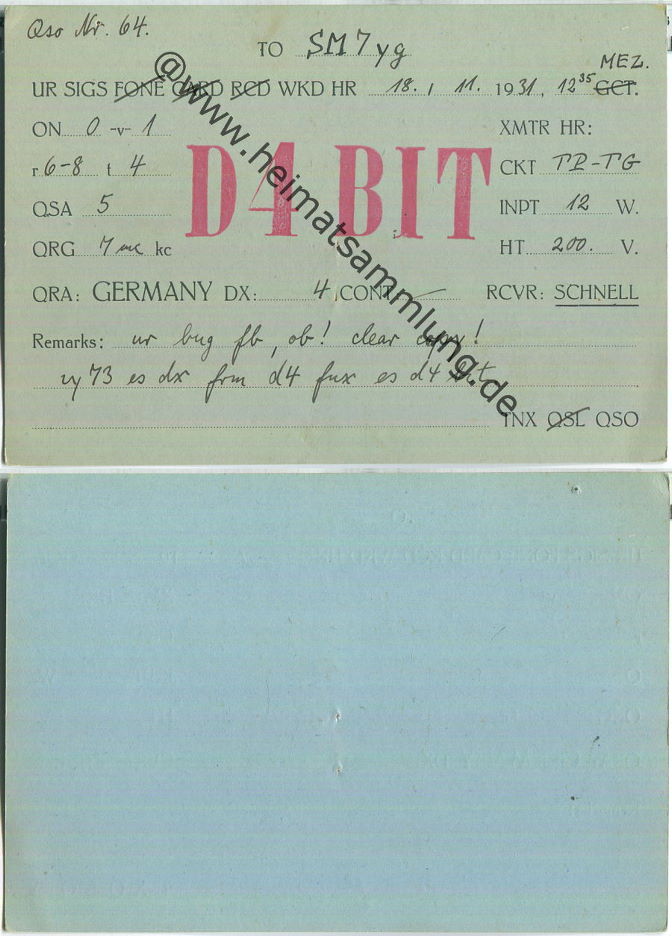 Qso Nr. 64.
TO SM7yg
MEZ.
UR SIGS FONE CARD RCD WKD HR 18. / 11. 1931, 12 35 GCT.
ON 0 -v- 1
XMTR HR:
r 6-8 t 4
CKT TP-TG
QSA 5
INPT 12 W.
QRG 7 mc kc
HT 200. V.
D4BIT
QRA: GERMANY DX: 4 CONT. RCVR: SCHNELL
Remarks: ur bug fb, ob! clear !
vy 73 es dx frm d4 fux es d4 bit
TNX QSL QSO
@www.heimatsammlung.de